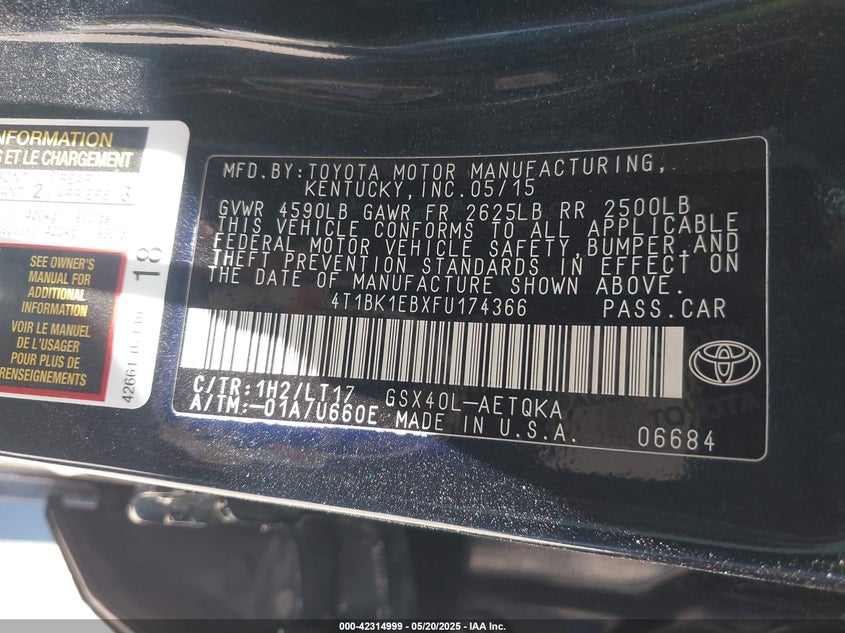 INFORMATION
S ET LE CHARGEMENT
SEE OWNER'S
MANUAL FOR
ADDITIONAL
INFORMATION
VOIR LE MANUEL
DE L'USAGER
POUR PLUS DE
RENSEIGNEMENTS
18
MFD.BY:TOYOTA MOTOR MANUFACTURING,
KENTUCKY, INC.05/15
GVWR 4590LB GAWR FR 2625LB RR 2500LB
THIS VEHICLE CONFORMS TO ALL APPLICABLE
FEDERAL MOTOR VEHICLE SAFETY, BUMPER, AND
THEFT PREVENTION STANDARDS IN EFFECT ON
THE DATE OF MANUFACTURE SHOWN ABOVE.
4T1BK1EBXFU174366 PASS.CAR
C/TR:1H2/LT17 GSX40L-AETQKA
A/TM:-01A/U660E MADE IN U.S.A. 06684
000-42314999 - 05/20/2025 - IAA Inc.